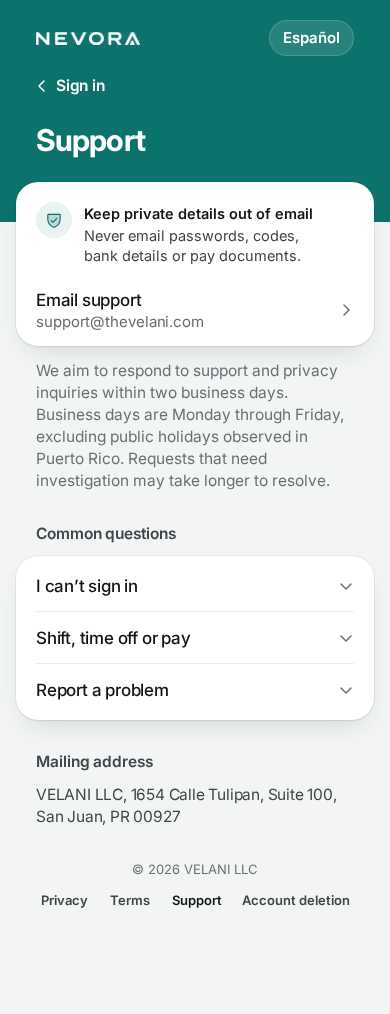 NEVORA
Español
Sign in
Support
Keep private details out of email
Never email passwords, codes,
bank details or pay documents.
Email support
support@thevelani.com
We aim to respond to support and privacy
inquiries within two business days.
Business days are Monday through Friday,
excluding public holidays observed in
Puerto Rico. Requests that need
investigation may take longer to resolve.
Common questions
I can’t sign in
Shift, time off or pay
Report a problem
Mailing address
VELANI LLC, 1654 Calle Tulipan, Suite 100,
San Juan, PR 00927
© 2026 VELANI LLC
Privacy Terms Support Account deletion